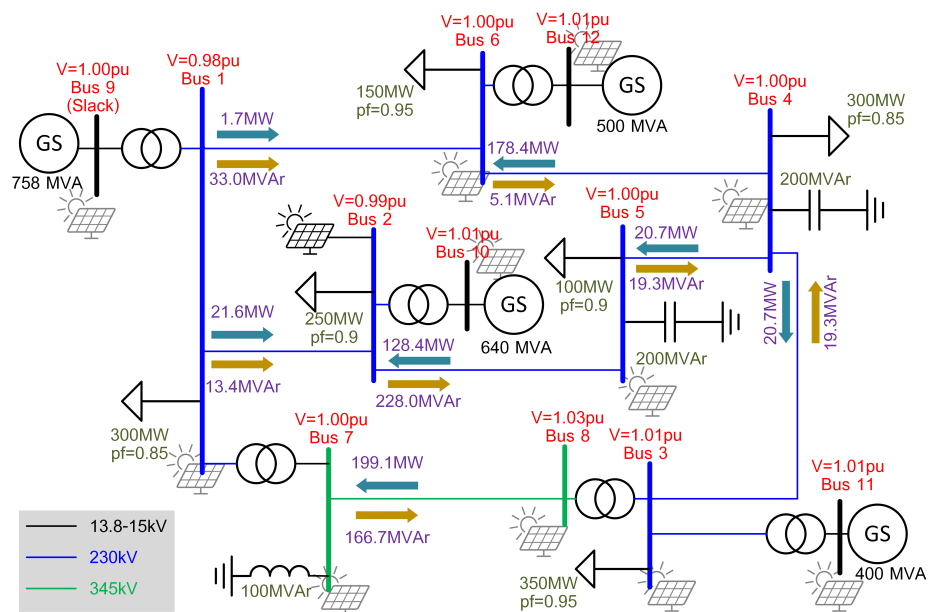 V=1.00pu
Bus 9
(Slack)
GS
758 MVA
V=0.98pu
Bus 1
1.7MW
33.0MVAr
V=1.00pu
Bus 6
150MW
pf=0.95
V=1.01pu
Bus 12
GS
500 MVA
178.4MW
5.1MVAr
V=1.00pu
Bus 4
300MW
pf=0.85
200MVAr
V=0.99pu
Bus 2
250MW
pf=0.9
V=1.01pu
Bus 10
GS
640 MVA
V=1.00pu
Bus 5
100MW
pf=0.9
20.7MW
19.3MVAr
200MVAr
20.7MW
19.3MVAr
21.6MW
13.4MVAr
128.4MW
228.0MVAr
300MW
pf=0.85
V=1.00pu
Bus 7
199.1MW
166.7MVAr
100MVAr
V=1.03pu
Bus 8
V=1.01pu
Bus 3
350MW
pf=0.95
V=1.01pu
Bus 11
GS
400 MVA
13.8-15kV
230kV
345kV